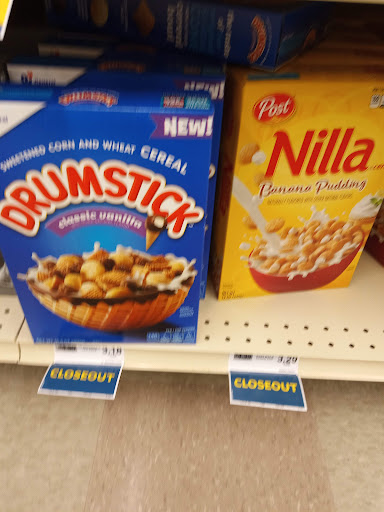 NEW!
SWEETENED CORN AND WHEAT CEREAL
DRUMSTICK
classic vanilla
Post
Nilla
Banana Pudding
3.19
CLOSEOUT
3.29
CLOSEOUT